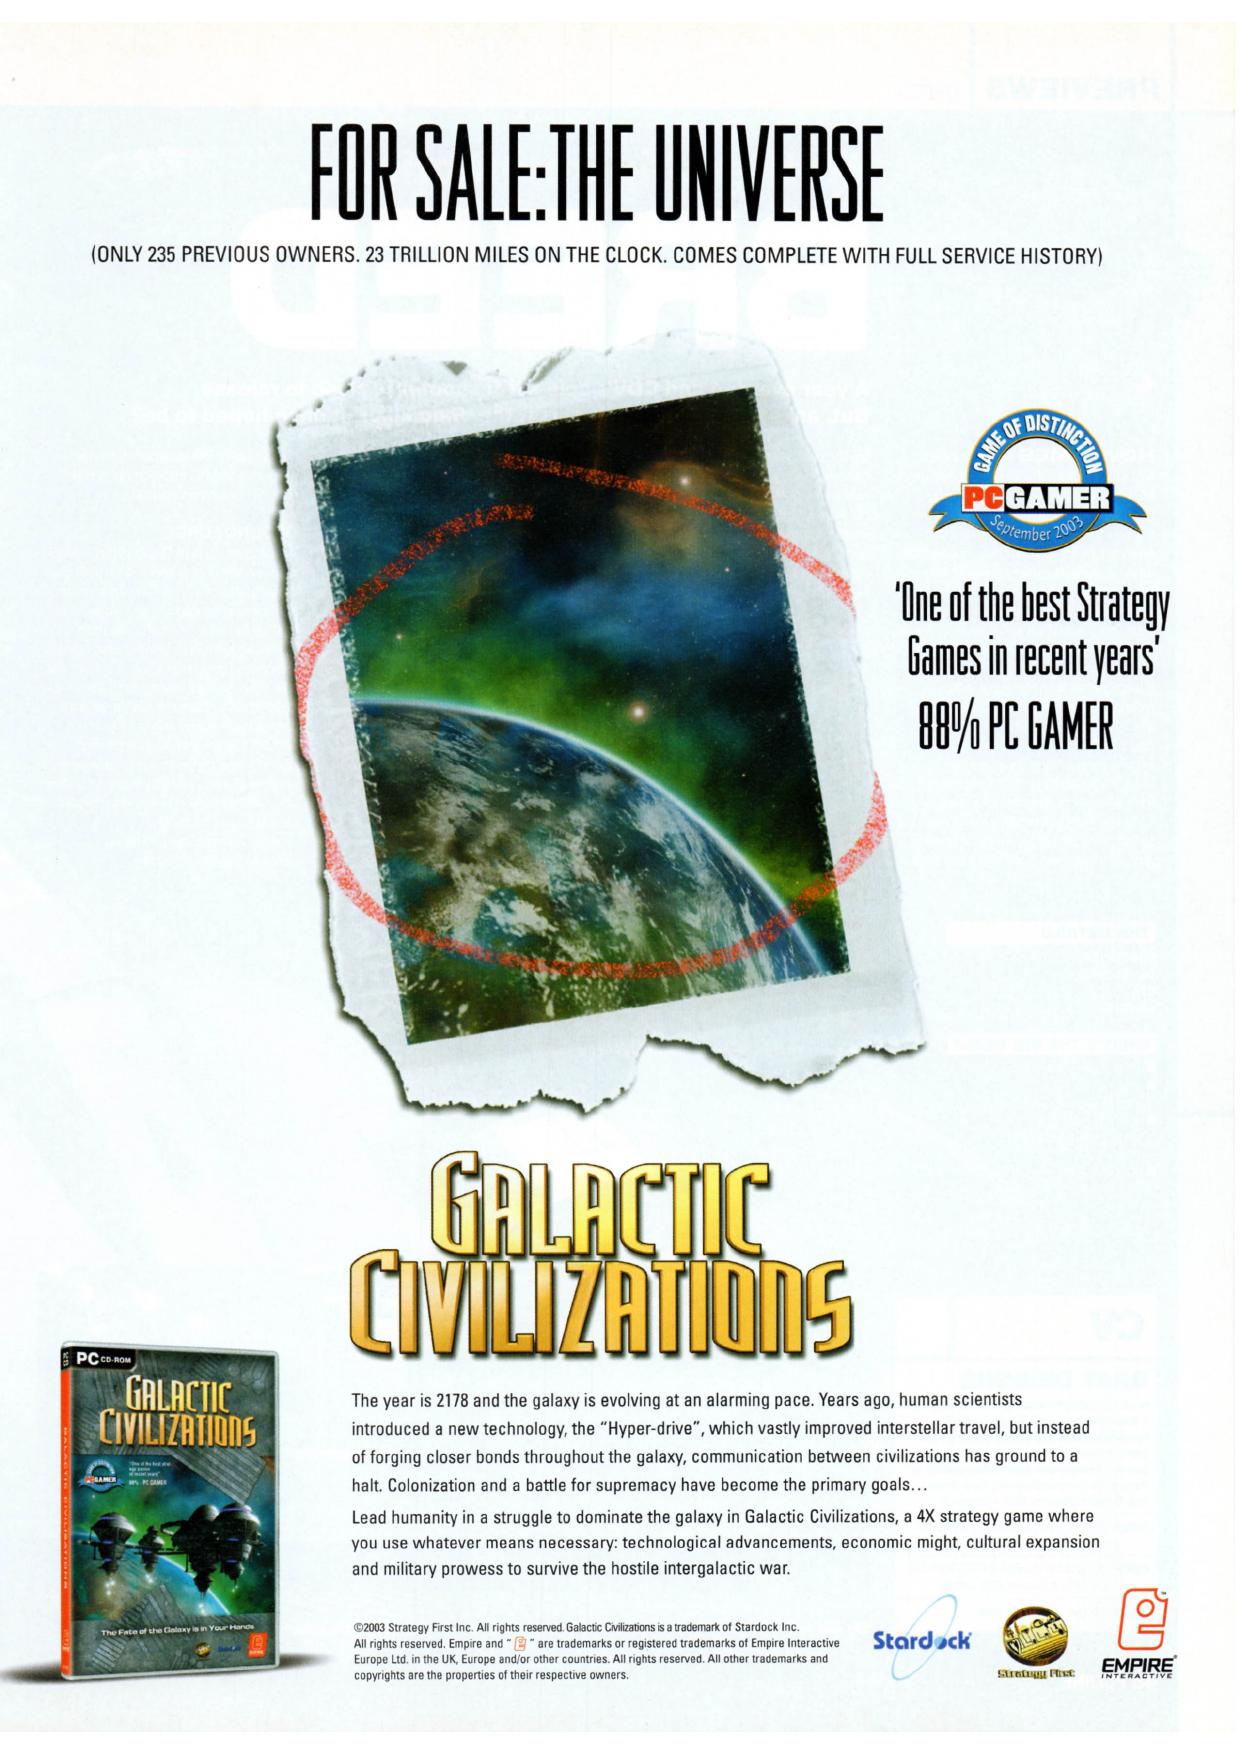 FOR SALE:THE UNIVERSE
(ONLY 235 PREVIOUS OWNERS. 23 TRILLION MILES ON THE CLOCK. COMES COMPLETE WITH FULL SERVICE HISTORY)
GAME OF DISTINCTION
PCGAMER
September 2003
'One of the best Strategy
Games in recent years'
88% PC GAMER
GALACTIC
CIVILIZATIONS
PC CD-ROM
GALACTIC
CIVILIZATIONS
PCGAMER
88% PC GAMER
The Fate of the Galaxy is in Your Hands
The year is 2178 and the galaxy is evolving at an alarming pace. Years ago, human scientists
introduced a new technology, the "Hyper-drive", which vastly improved interstellar travel, but instead
of forging closer bonds throughout the galaxy, communication between civilizations has ground to a
halt. Colonization and a battle for supremacy have become the primary goals...
Lead humanity in a struggle to dominate the galaxy in Galactic Civilizations, a 4X strategy game where
you use whatever means necessary: technological advancements, economic might, cultural expansion
and military prowess to survive the hostile intergalactic war.
©2003 Strategy First Inc. All rights reserved. Galactic Civilizations is a trademark of Stardock Inc.
All rights reserved. Empire and "e" are trademarks or registered trademarks of Empire Interactive
Europe Ltd. in the UK, Europe and/or other countries. All rights reserved. All other trademarks and
copyrights are the properties of their respective owners.
Stardock
Strategy First
EMPIRE
INTERACTIVE